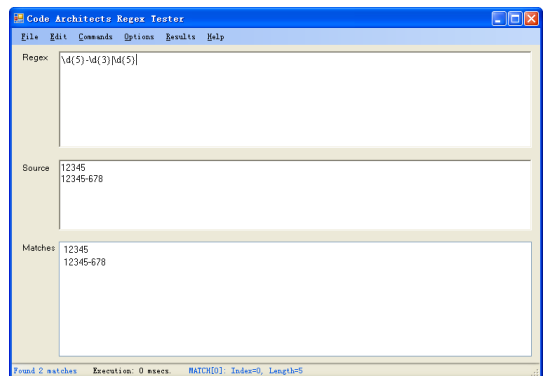 Code Architects Regex Tester
File Edit Commands Options Results Help
Regex
\d{5}-\d{3}|\d{5}
Source
12345
12345-678
Matches
12345
12345-678
Found 2 matches Execution: 0 msecs. MATCH[0]: Index=0, Length=5